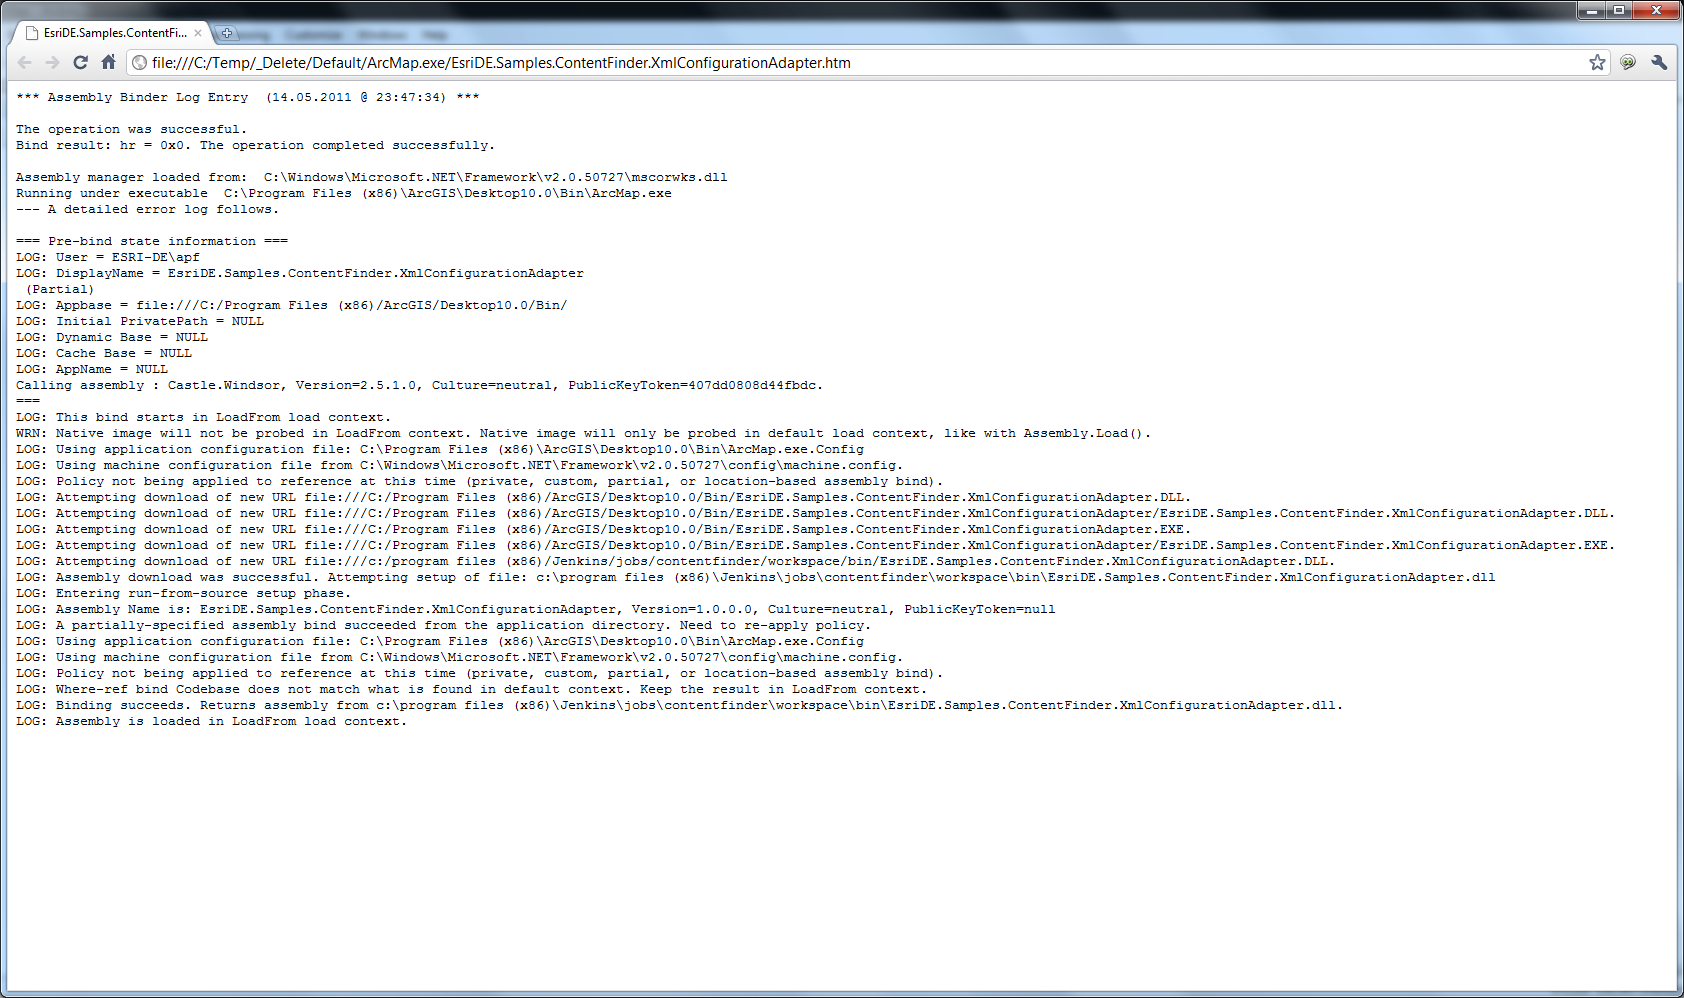 EsriDE.Samples.ContentFi...
Customize Windows Help
file:///C:/Temp/_Delete/Default/ArcMap.exe/EsriDE.Samples.ContentFinder.XmlConfigurationAdapter.htm
*** Assembly Binder Log Entry  (14.05.2011 @ 23:47:34) ***
The operation was successful.
Bind result: hr = 0x0. The operation completed successfully.
Assembly manager loaded from:  C:\Windows\Microsoft.NET\Framework\v2.0.50727\mscorwks.dll
Running under executable  C:\Program Files (x86)\ArcGIS\Desktop10.0\Bin\ArcMap.exe
--- A detailed error log follows.
=== Pre-bind state information ===
LOG: User = ESRI-DE\apf
LOG: DisplayName = EsriDE.Samples.ContentFinder.XmlConfigurationAdapter
(Partial)
LOG: Appbase = file:///C:/Program Files (x86)/ArcGIS/Desktop10.0/Bin/
LOG: Initial PrivatePath = NULL
LOG: Dynamic Base = NULL
LOG: Cache Base = NULL
LOG: AppName = NULL
Calling assembly : Castle.Windsor, Version=2.5.1.0, Culture=neutral, PublicKeyToken=407dd0808d44fbdc.
===
LOG: This bind starts in LoadFrom load context.
WRN: Native image will not be probed in LoadFrom context. Native image will only be probed in default load context, like with Assembly.Load().
LOG: Using application configuration file: C:\Program Files (x86)\ArcGIS\Desktop10.0\Bin\ArcMap.exe.Config
LOG: Using machine configuration file from C:\Windows\Microsoft.NET\Framework\v2.0.50727\config\machine.config.
LOG: Policy not being applied to reference at this time (private, custom, partial, or location-based assembly bind).
LOG: Attempting download of new URL file:///C:/Program Files (x86)/ArcGIS/Desktop10.0/Bin/EsriDE.Samples.ContentFinder.XmlConfigurationAdapter.DLL.
LOG: Attempting download of new URL file:///C:/Program Files (x86)/ArcGIS/Desktop10.0/Bin/EsriDE.Samples.ContentFinder.XmlConfigurationAdapter/EsriDE.Samples.ContentFinder.XmlConfigurationAdapter.DLL.
LOG: Attempting download of new URL file:///C:/Program Files (x86)/ArcGIS/Desktop10.0/Bin/EsriDE.Samples.ContentFinder.XmlConfigurationAdapter.EXE.
LOG: Attempting download of new URL file:///C:/Program Files (x86)/ArcGIS/Desktop10.0/Bin/EsriDE.Samples.ContentFinder.XmlConfigurationAdapter/EsriDE.Samples.ContentFinder.XmlConfigurationAdapter.EXE.
LOG: Attempting download of new URL file:///c:/program files (x86)/Jenkins/jobs/contentfinder/workspace/bin/EsriDE.Samples.ContentFinder.XmlConfigurationAdapter.DLL.
LOG: Assembly download was successful. Attempting setup of file: c:\program files (x86)\Jenkins\jobs\contentfinder\workspace\bin\EsriDE.Samples.ContentFinder.XmlConfigurationAdapter.dll
LOG: Entering run-from-source setup phase.
LOG: Assembly Name is: EsriDE.Samples.ContentFinder.XmlConfigurationAdapter, Version=1.0.0.0, Culture=neutral, PublicKeyToken=null
LOG: A partially-specified assembly bind succeeded from the application directory. Need to re-apply policy.
LOG: Using application configuration file: C:\Program Files (x86)\ArcGIS\Desktop10.0\Bin\ArcMap.exe.Config
LOG: Using machine configuration file from C:\Windows\Microsoft.NET\Framework\v2.0.50727\config\machine.config.
LOG: Policy not being applied to reference at this time (private, custom, partial, or location-based assembly bind).
LOG: Where-ref bind Codebase does not match what is found in default context. Keep the result in LoadFrom context.
LOG: Binding succeeds. Returns assembly from c:\program files (x86)\Jenkins\jobs\contentfinder\workspace\bin\EsriDE.Samples.ContentFinder.XmlConfigurationAdapter.dll.
LOG: Assembly is loaded in LoadFrom load context.